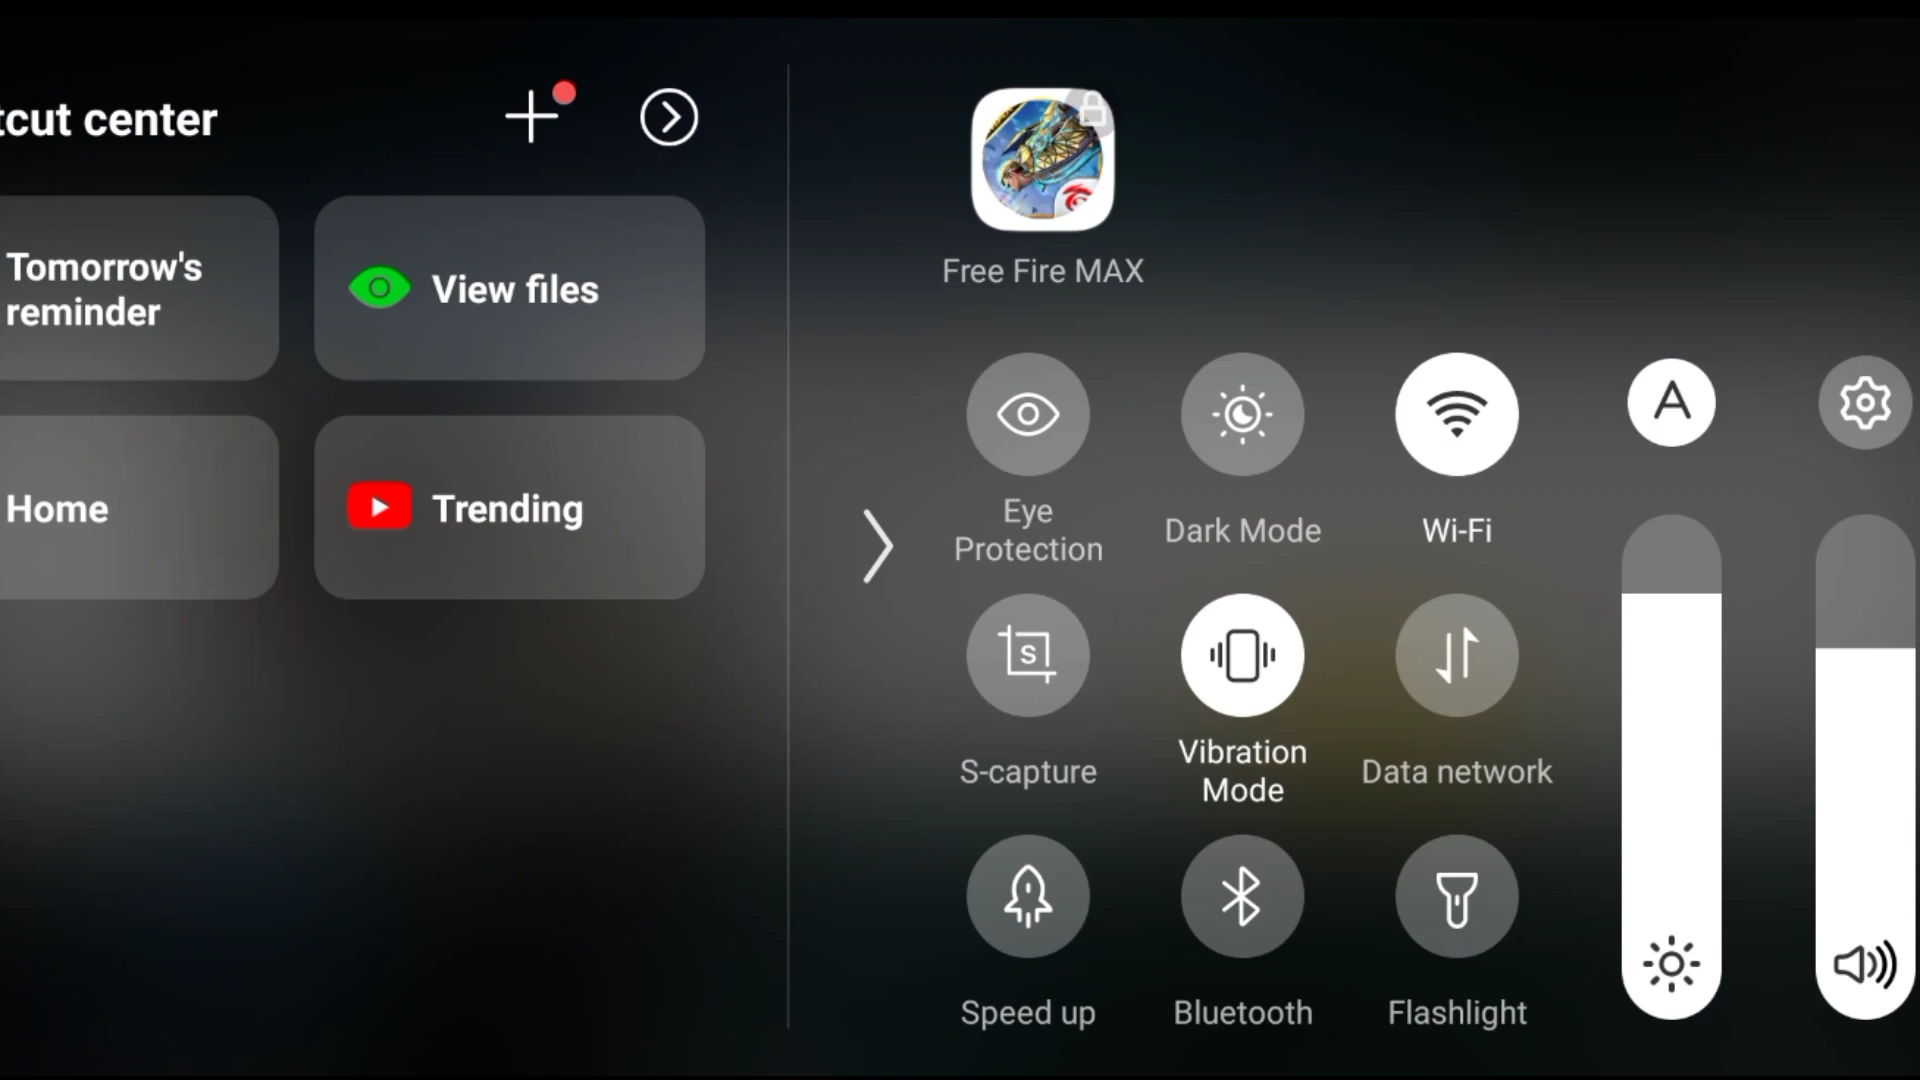 tcut center
Tomorrow's
reminder
View files
Home
Trending
Free Fire MAX
Eye
Protection
Dark Mode
Wi-Fi
A
S
S-capture
Vibration
Mode
Data network
Speed up
Bluetooth
Flashlight